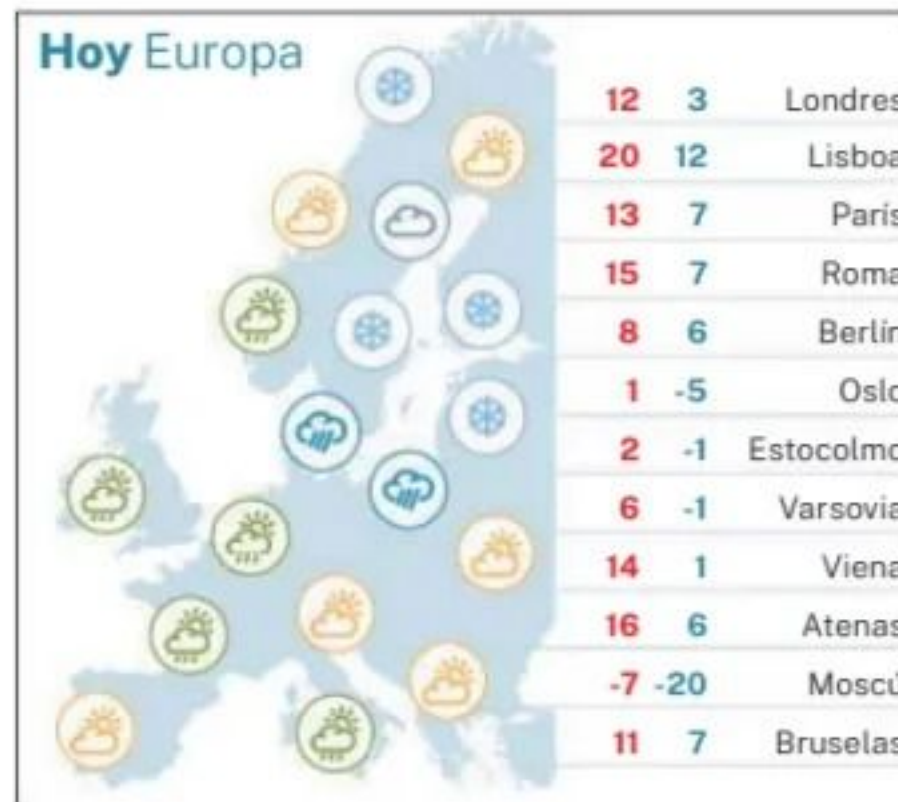 Hoy Europa
12 3 Londres
20 12 Lisboa
13 7 París
15 7 Roma
8 6 Berlín
1 -5 Oslo
2 -1 Estocolmo
6 -1 Varsovia
14 1 Viena
16 6 Atenas
-7 -20 Moscú
11 7 Bruselas